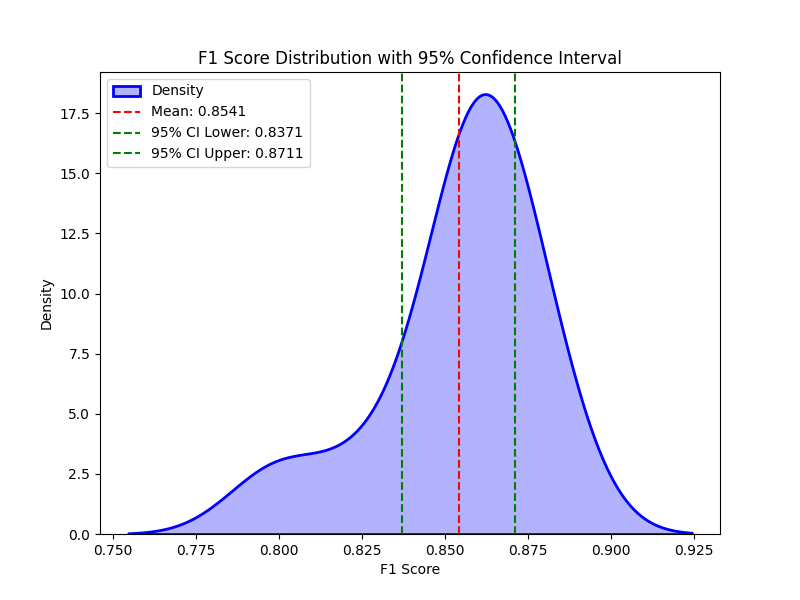 F1 Score Distribution with 95% Confidence Interval
Density
Mean: 0.8541
95% CI Lower: 0.8371
95% CI Upper: 0.8711
17.5
15.0
12.5
10.0
7.5
5.0
2.5
0.0
Density
0.750 0.775 0.800 0.825 0.850 0.875 0.900 0.925
F1 Score